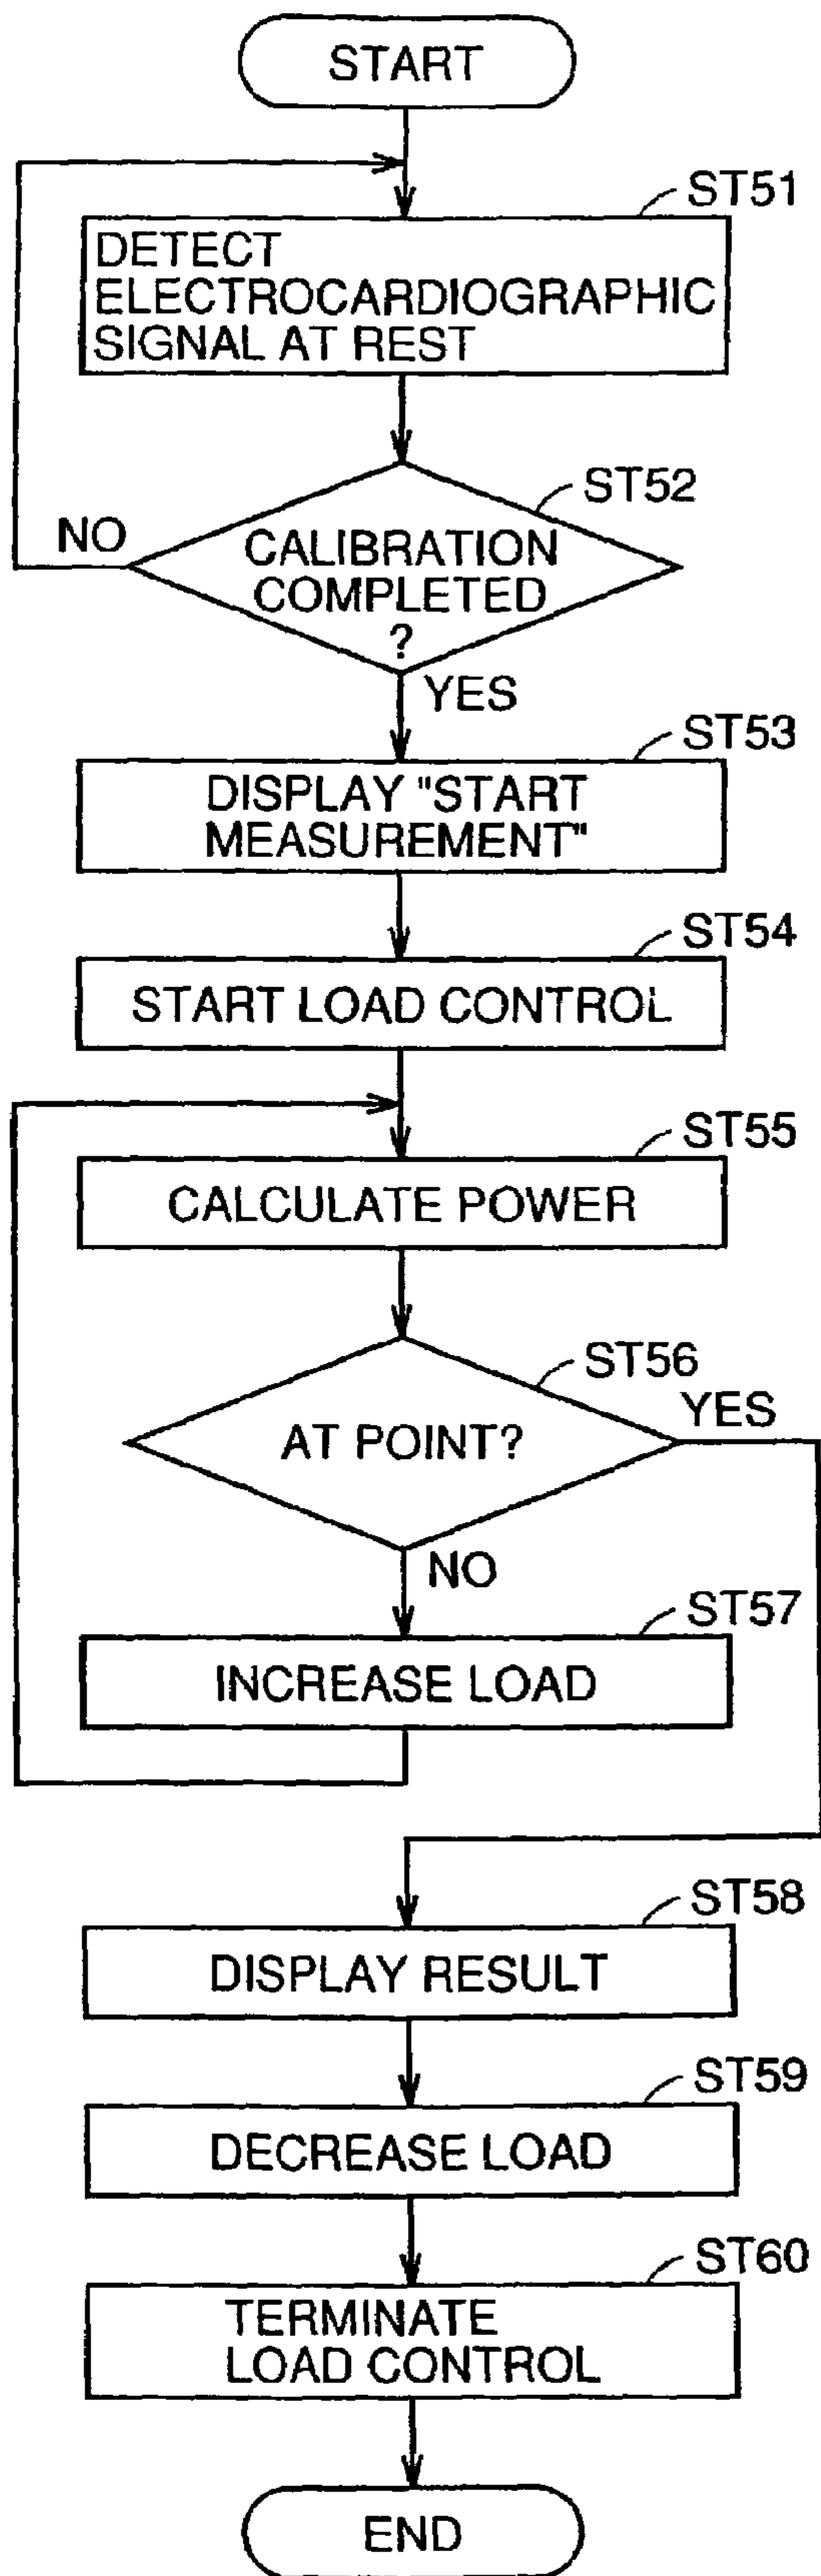 START
ST51
DETECT
ELECTROCARDIOGRAPHIC
SIGNAL AT REST
ST52
NO
CALIBRATION
COMPLETED
?
YES
ST53
DISPLAY "START
MEASUREMENT"
ST54
START LOAD CONTROL
ST55
CALCULATE POWER
ST56
YES
AT POINT?
NO
ST57
INCREASE LOAD
ST58
DISPLAY RESULT
ST59
DECREASE LOAD
ST60
TERMINATE
LOAD CONTROL
END